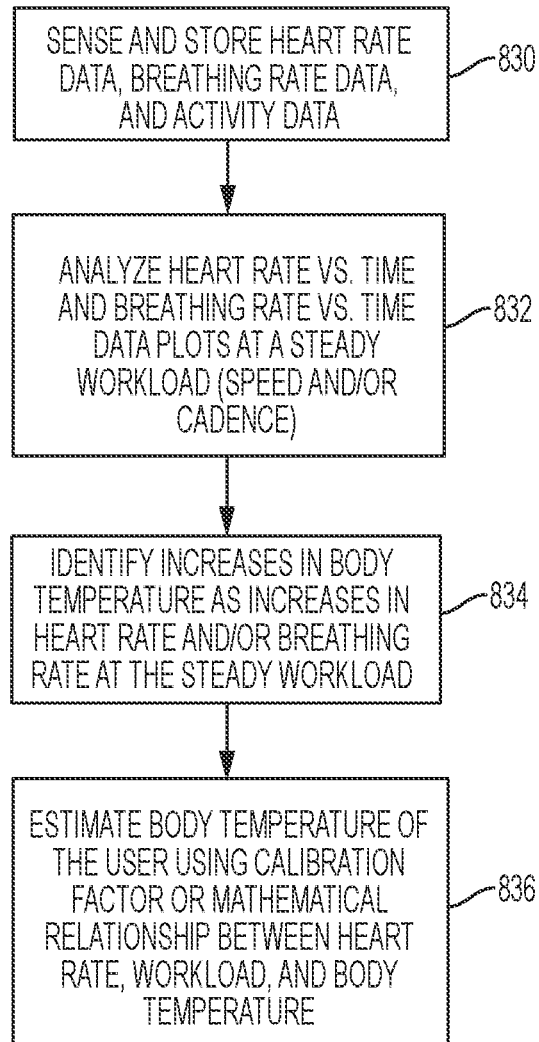 SENSE AND STORE HEART RATE
DATA, BREATHING RATE DATA,
AND ACTIVITY DATA
830
ANALYZE HEART RATE VS. TIME
AND BREATHING RATE VS. TIME
DATA PLOTS AT A STEADY
WORKLOAD (SPEED AND/OR
CADENCE)
832
IDENTIFY INCREASES IN BODY
TEMPERATURE AS INCREASES IN
HEART RATE AND/OR BREATHING
RATE AT THE STEADY WORKLOAD
834
ESTIMATE BODY TEMPERATURE OF
THE USER USING CALIBRATION
FACTOR OR MATHEMATICAL
RELATIONSHIP BETWEEN HEART
RATE, WORKLOAD, AND BODY
TEMPERATURE
836